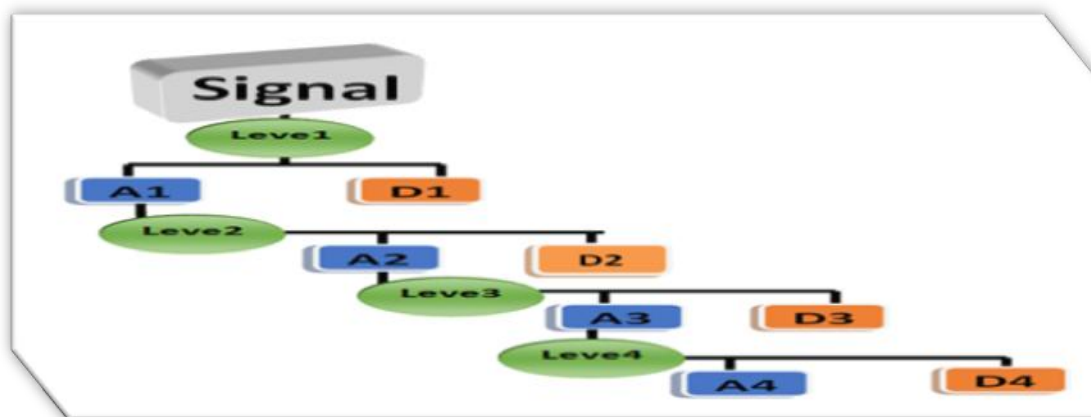 Signal
Leve1
A1
D1
Leve2
A2
D2
Leve3
A3
D3
Leve4
A4
D4